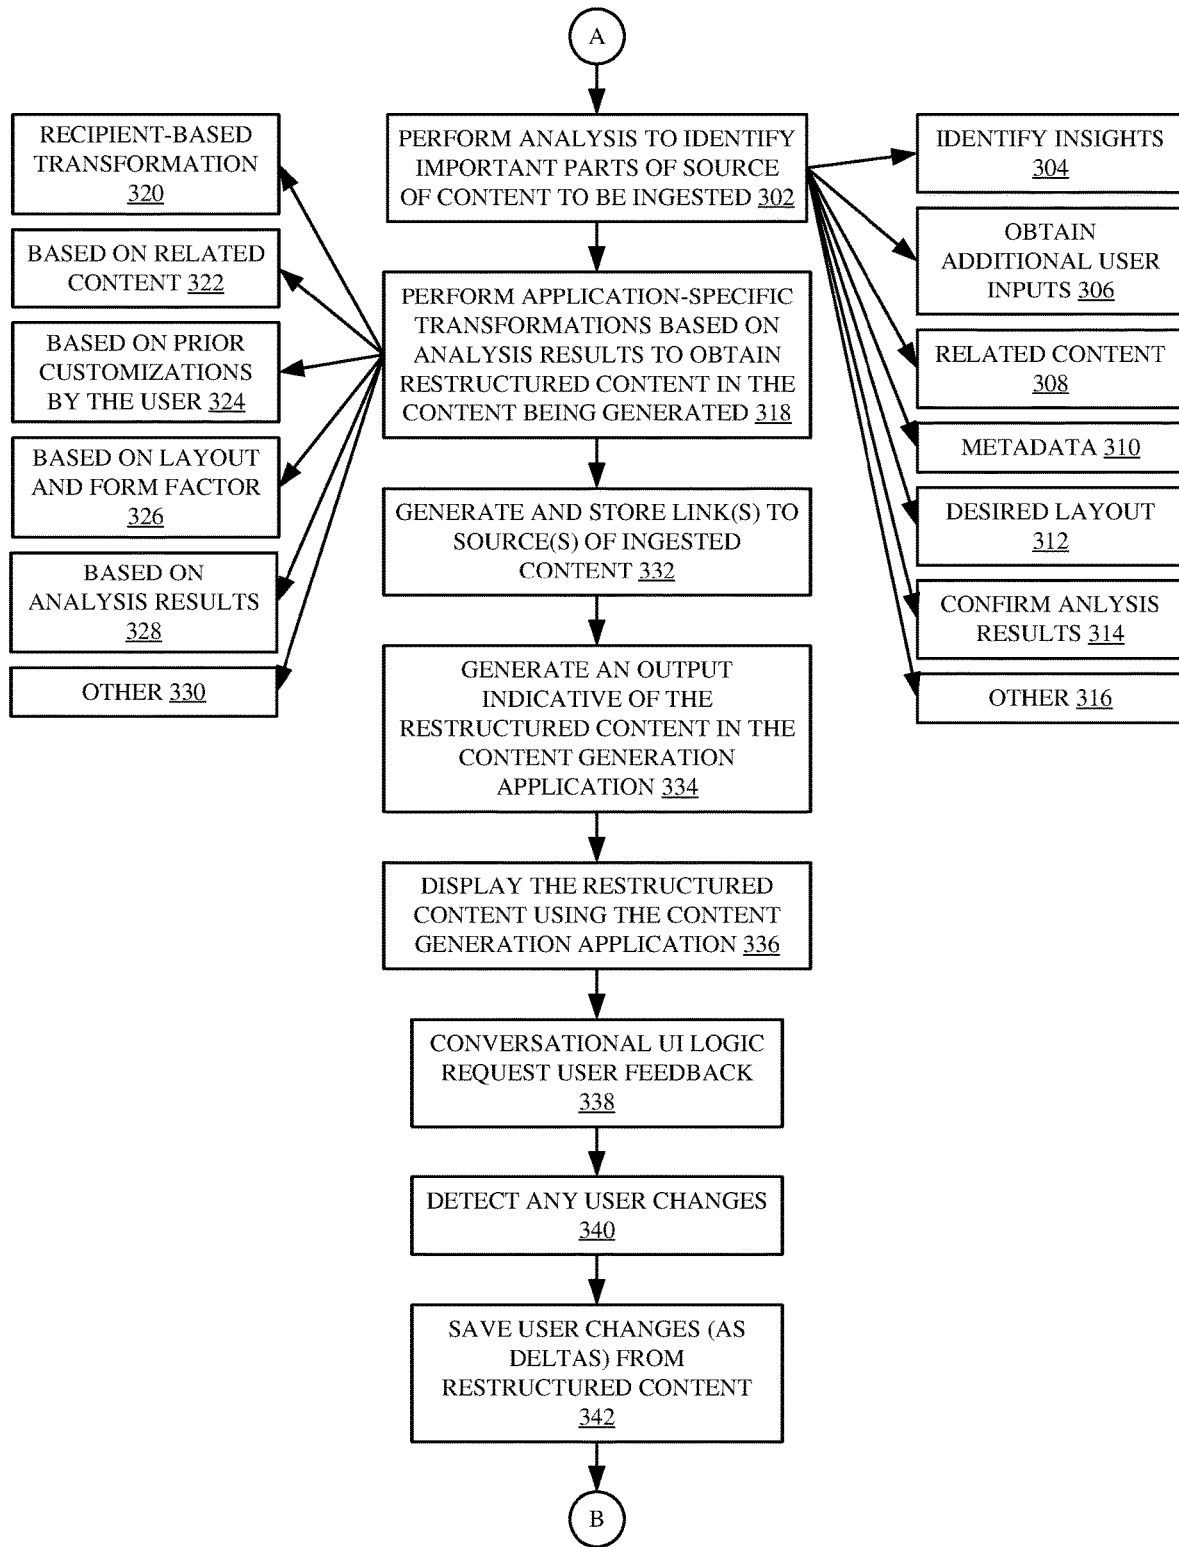 A
PERFORM ANALYSIS TO IDENTIFY
IMPORTANT PARTS OF SOURCE
OF CONTENT TO BE INGESTED 302
RECIPIENT-BASED
TRANSFORMATION
320
BASED ON RELATED
CONTENT 322
BASED ON PRIOR
CUSTOMIZATIONS
BY THE USER 324
BASED ON LAYOUT
AND FORM FACTOR
326
BASED ON
ANALYSIS RESULTS
328
OTHER 330
IDENTIFY INSIGHTS
304
OBTAIN
ADDITIONAL USER
INPUTS 306
RELATED CONTENT
308
METADATA 310
DESIRED LAYOUT
312
CONFIRM ANLYSIS
RESULTS 314
OTHER 316
PERFORM APPLICATION-SPECIFIC
TRANSFORMATIONS BASED ON
ANALYSIS RESULTS TO OBTAIN
RESTRUCTURED CONTENT IN THE
CONTENT BEING GENERATED 318
GENERATE AND STORE LINK(S) TO
SOURCE(S) OF INGESTED
CONTENT 332
GENERATE AN OUTPUT
INDICATIVE OF THE
RESTRUCTURED CONTENT IN THE
CONTENT GENERATION
APPLICATION 334
DISPLAY THE RESTRUCTURED
CONTENT USING THE CONTENT
GENERATION APPLICATION 336
CONVERSATIONAL UI LOGIC
REQUEST USER FEEDBACK
338
DETECT ANY USER CHANGES
340
SAVE USER CHANGES (AS
DELTAS) FROM
RESTRUCTURED CONTENT
342
B